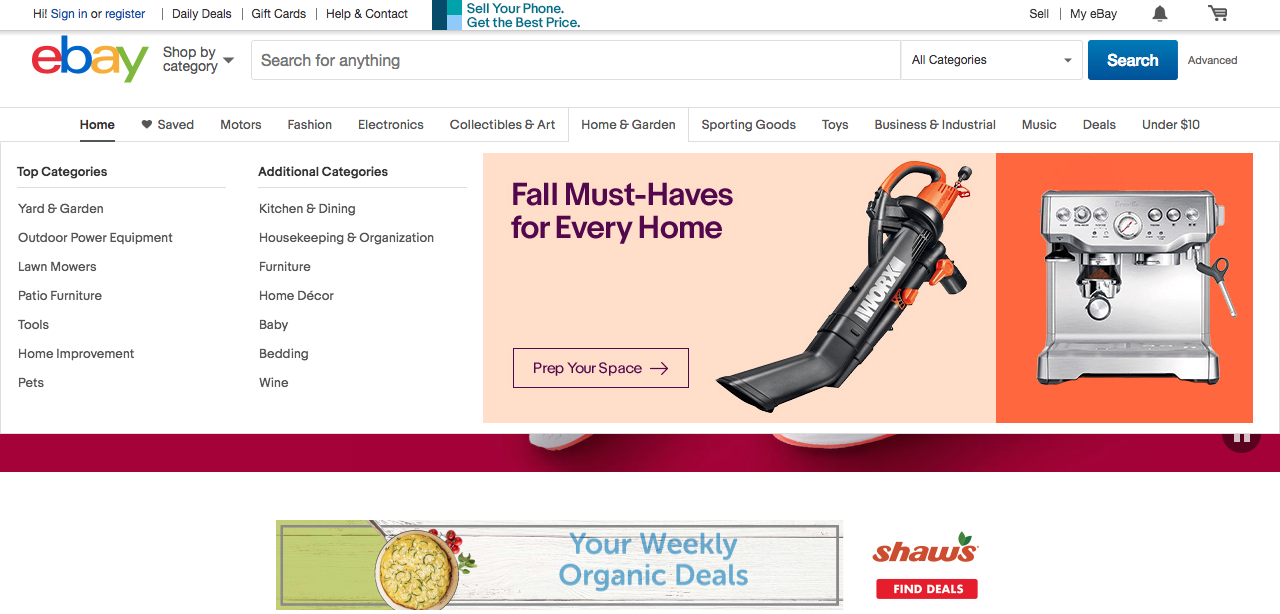 Hi! Sign in or register
Daily Deals
Gift Cards
Help & Contact
Sell Your Phone.
Get the Best Price.
Sell
My eBay
ebay
Shop by
category
Search for anything
All Categories
Search
Advanced
Home
Saved
Motors
Fashion
Electronics
Collectibles & Art
Home & Garden
Sporting Goods
Toys
Business & Industrial
Music
Deals
Under $10
Top Categories
Yard & Garden
Outdoor Power Equipment
Lawn Mowers
Patio Furniture
Tools
Home Improvement
Pets
Additional Categories
Kitchen & Dining
Housekeeping & Organization
Furniture
Home Décor
Baby
Bedding
Wine
Fall Must-Haves
for Every Home
Prep Your Space
WORX
Your Weekly
Organic Deals
shaw's
FIND DEALS